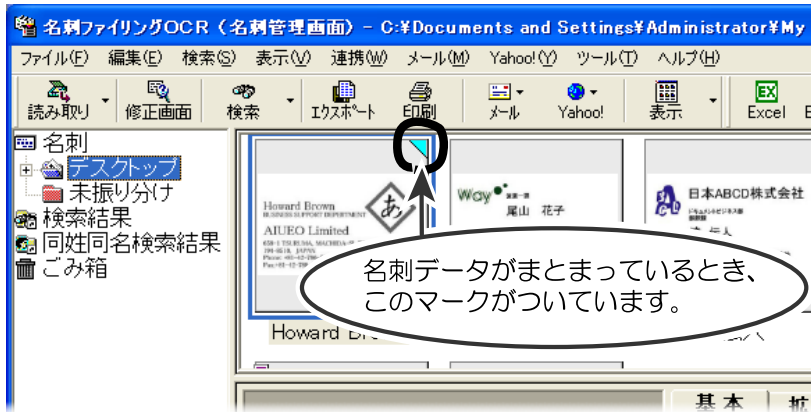 名刺ファイリングOCR（名刺管理画面） - C:¥Documents and Settings¥Administrator¥My
ファイル(F) 編集(E) 検索(S) 表示(V) 連携(W) メール(M) Yahoo!(Y) ツール(T) ヘルプ(H)
読み取り 修正画面 検索 エクスポート 印刷 メール Yahoo! 表示 Excel
名刺
デスクトップ
未振り分け
検索結果
同姓同名検索結果
ごみ箱
Howard Brown
BUSINESS SUPPORT DEPARTMENT
AIUEO Limited
あ
Way
尾山 花子
日本ABCD株式会社
名刺データがまとまっているとき、
このマークがついています。
Howard
基本